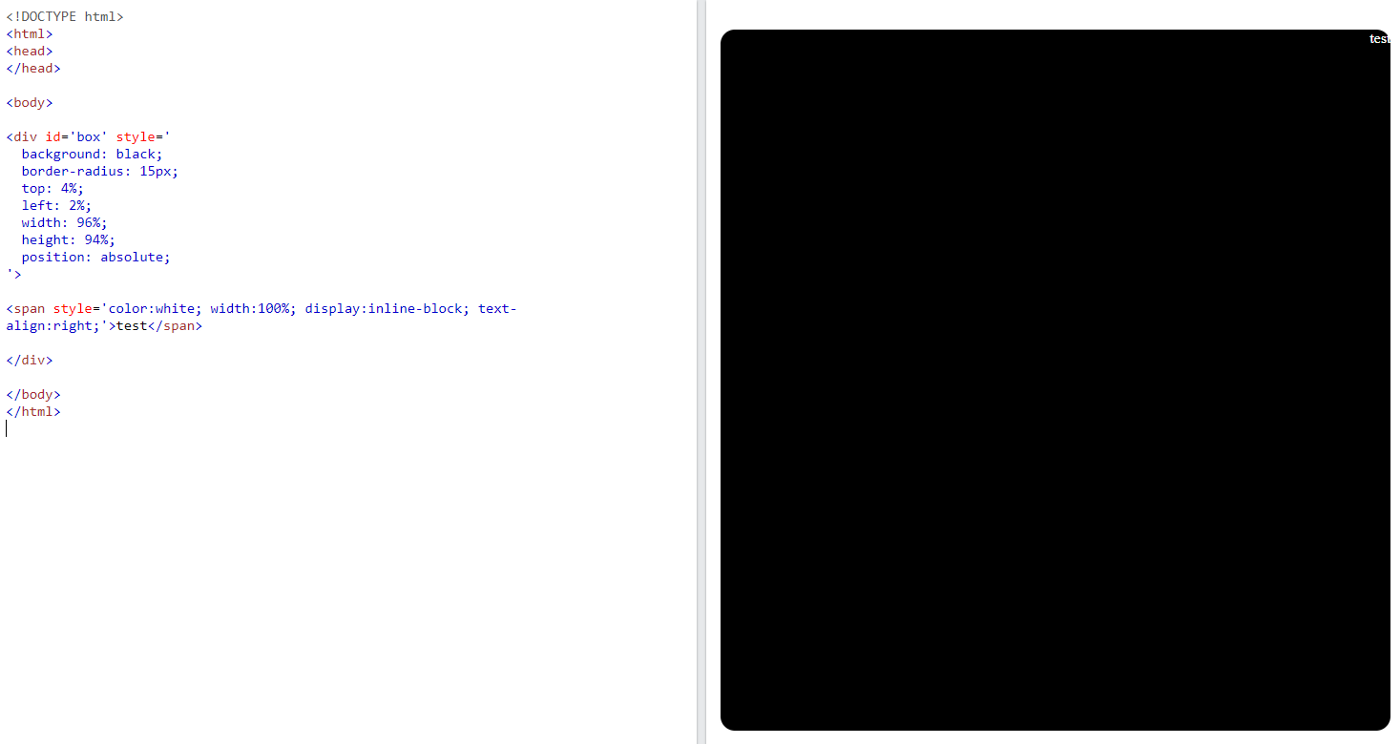 <!DOCTYPE html>
<html>
<head>
</head>
<body>
<div id='box' style='
background: black;
border-radius: 15px;
top: 4%;
left: 2%;
width: 96%;
height: 94%;
position: absolute;
'>
<span style='color:white; width:100%; display:inline-block; text-
align:right;'>test</span>
</div>
</body>
</html>
test